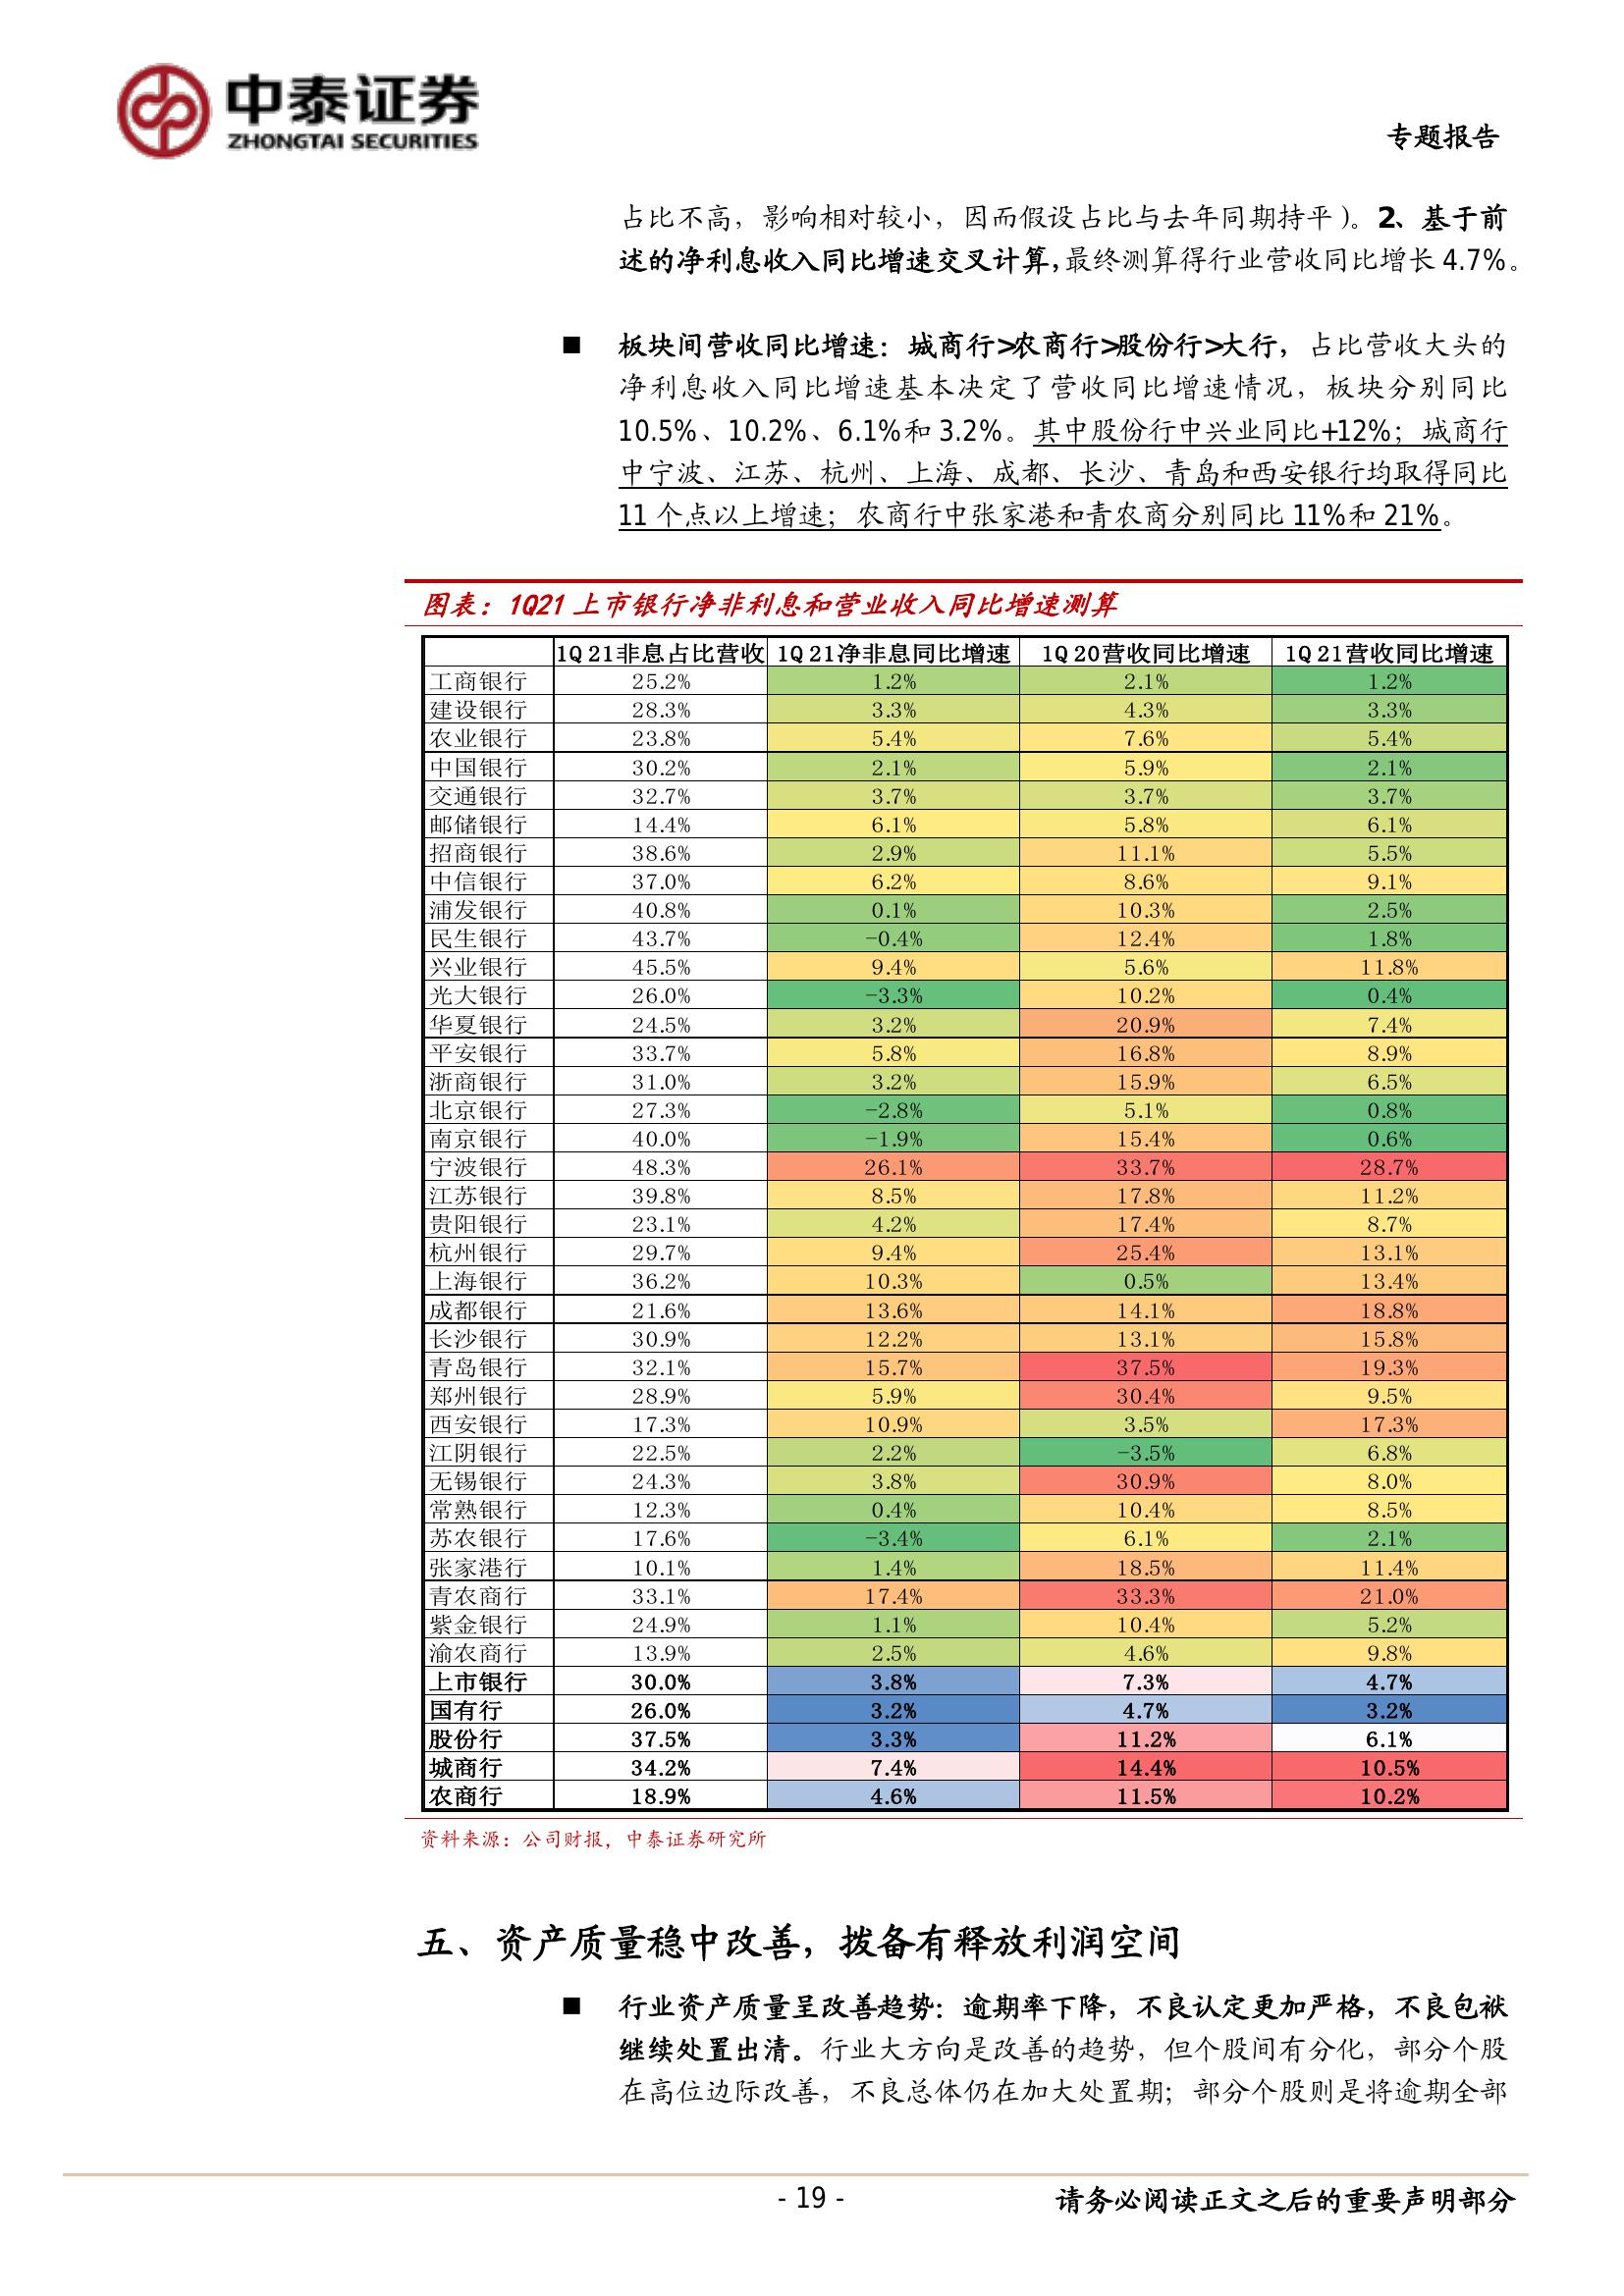 中泰证券
ZHONGTAI SECURITIES
专题报告
占比不高，影响相对较小，因而假设占比与去年同期持平）。2、基于前
述的净利息收入同比增速交叉计算，最终测算得行业营收同比增长 4.7%。
■ 板块间营收同比增速：城商行>农商行>股份行>大行，占比营收大头的
净利息收入同比增速基本决定了营收同比增速情况，板块分别同比
10.5%、10.2%、6.1%和 3.2%。其中股份行中兴业同比+12%；城商行
中宁波、江苏、杭州、上海、成都、长沙、青岛和西安银行均取得同比
11 个点以上增速；农商行中张家港和青农商分别同比 11%和 21%。
图表：1Q21 上市银行净非利息和营业收入同比增速测算
1Q21非息占比营收 1Q21净非息同比增速 1Q20营收同比增速 1Q21营收同比增速
工商银行 25.2% 1.2% 2.1% 1.2%
建设银行 28.3% 3.3% 4.3% 3.3%
农业银行 23.8% 5.4% 7.6% 5.4%
中国银行 30.2% 2.1% 5.9% 2.1%
交通银行 32.7% 3.7% 3.7% 3.7%
邮储银行 14.4% 6.1% 5.8% 6.1%
招商银行 38.6% 2.9% 11.1% 5.5%
中信银行 37.0% 6.2% 8.6% 9.1%
浦发银行 40.8% 0.1% 10.3% 2.5%
民生银行 43.7% -0.4% 12.4% 1.8%
兴业银行 45.5% 9.4% 5.6% 11.8%
光大银行 26.0% -3.3% 10.2% 0.4%
华夏银行 24.5% 3.2% 20.9% 7.4%
平安银行 33.7% 5.8% 16.8% 8.9%
浙商银行 31.0% 3.2% 15.9% 6.5%
北京银行 27.3% -2.8% 5.1% 0.8%
南京银行 40.0% -1.9% 15.4% 0.6%
宁波银行 48.3% 26.1% 33.7% 28.7%
江苏银行 39.8% 8.5% 17.8% 11.2%
贵阳银行 23.1% 4.2% 17.4% 8.7%
杭州银行 29.7% 9.4% 25.4% 13.1%
上海银行 36.2% 10.3% 0.5% 13.4%
成都银行 21.6% 13.6% 14.1% 18.8%
长沙银行 30.9% 12.2% 13.1% 15.8%
青岛银行 32.1% 15.7% 37.5% 19.3%
郑州银行 28.9% 5.9% 30.4% 9.5%
西安银行 17.3% 10.9% 3.5% 17.3%
江阴银行 22.5% 2.2% -3.5% 6.8%
无锡银行 24.3% 3.8% 30.9% 8.0%
常熟银行 12.3% 0.4% 10.4% 8.5%
苏农银行 17.6% -3.4% 6.1% 2.1%
张家港行 10.1% 1.4% 18.5% 11.4%
青农商行 33.1% 17.4% 33.3% 21.0%
紫金银行 24.9% 1.1% 10.4% 5.2%
渝农商行 13.9% 2.5% 4.6% 9.8%
上市银行 30.0% 3.8% 7.3% 4.7%
国有行 26.0% 3.2% 4.7% 3.2%
股份行 37.5% 3.3% 11.2% 6.1%
城商行 34.2% 7.4% 14.4% 10.5%
农商行 18.9% 4.6% 11.5% 10.2%
资料来源：公司财报，中泰证券研究所
五、资产质量稳中改善，拨备有释放利润空间
■ 行业资产质量呈改善趋势：逾期率下降，不良认定更加严格，不良包袱
继续处置出清。行业大方向是改善的趋势，但个股间有分化，部分个股
在高位边际改善，不良总体仍在加大处置期；部分个股则是将逾期全部
- 19 -
请务必阅读正文之后的重要声明部分